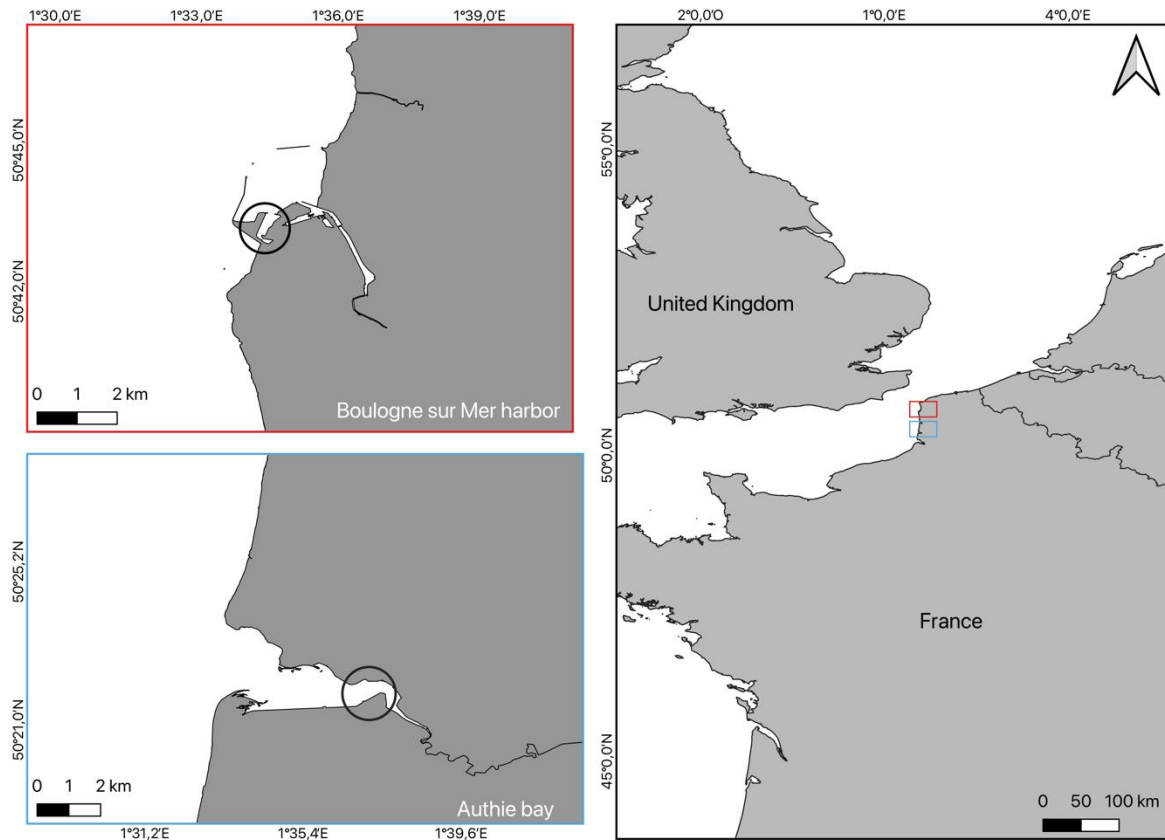 1°30,0'E 1°33,0'E 1°36,0'E 1°39,0'E
50°45,0'N
50°42,0'N
0 1 2 km
Boulogne sur Mer harbor
50°25,2'N
50°21,0'N
0 1 2 km
Authie bay
1°31,2'E 1°35,4'E 1°39,6'E
2°0,0'O 1°0,0'E 4°0,0'E
55°0,0'N
United Kingdom
50°0,0'N
France
45°0,0'N
0 50 100 km